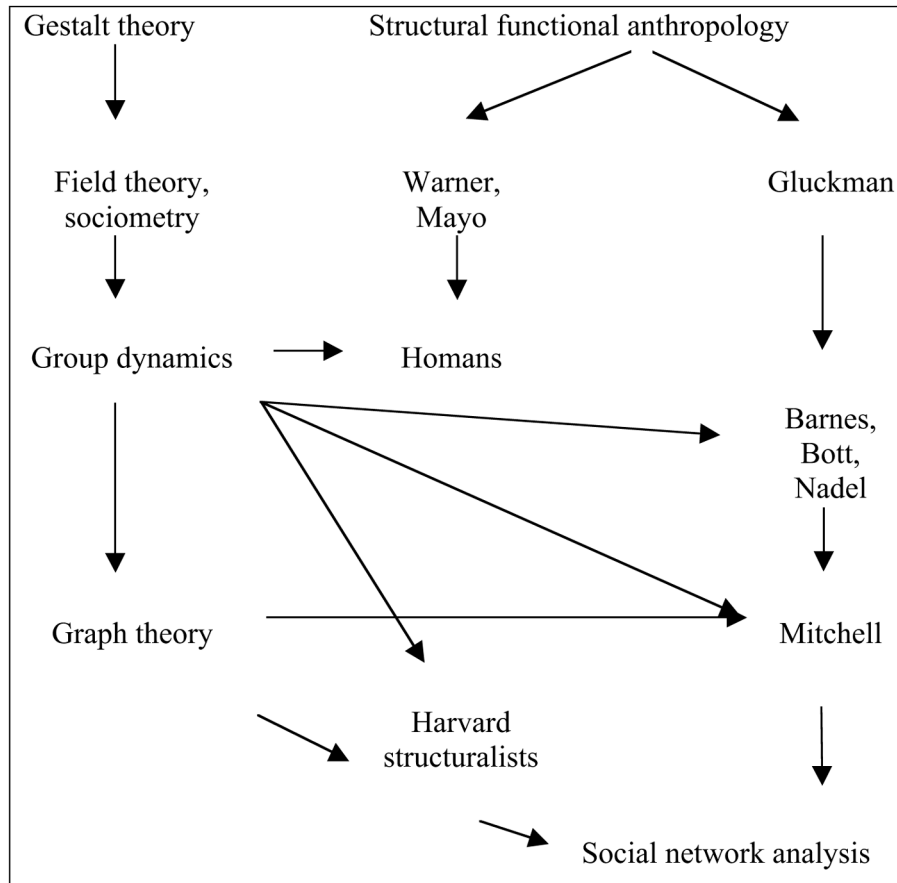 Gestalt theory
Structural functional anthropology
Field theory,
sociometry
Warner,
Mayo
Gluckman
Group dynamics
Homans
Barnes,
Bott,
Nadel
Graph theory
Mitchell
Harvard
structuralists
Social network analysis